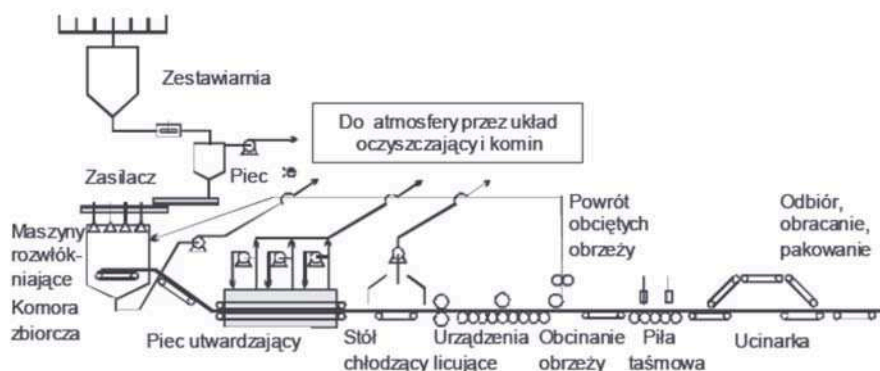 Zestawiarnia
Do atmosfery przez układ
oczyszczający i komin
Zasilacz
Piec
Maszyny
rozwłók-
niające
Komora
zbiorcza
Powrót
obciętych
obrzeży
Odbiór,
obracanie,
pakowanie
Piec utwardzający
Stół
chłodzący
Urządzenia
licujące
Obcinanie
obrzeży
Piła
taśmowa
Ucinarka